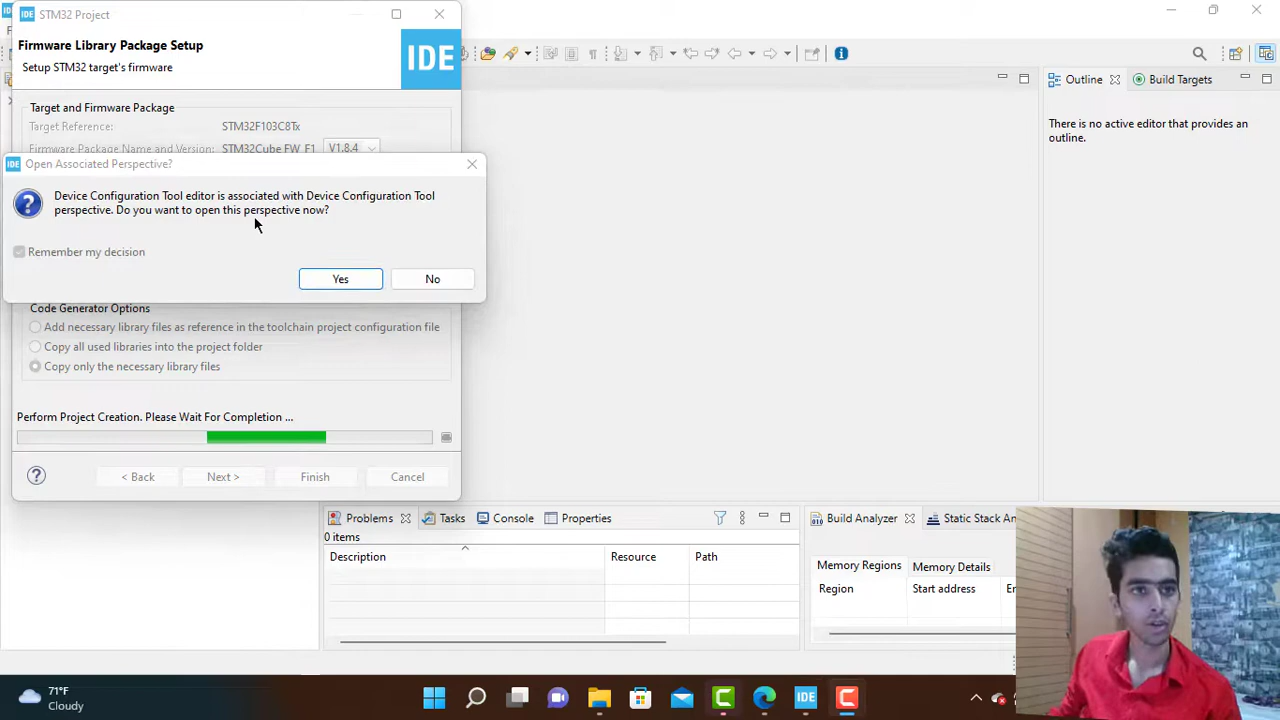 IDE STM32 Project
Firmware Library Package Setup
Setup STM32 target's firmware
IDE
Target and Firmware Package
Target Reference: STM32F103C8Tx
Firmware Package Name and Version: STM32Cube FW_F1 V1.8.4
IDE Open Associated Perspective?
Device Configuration Tool editor is associated with Device Configuration Tool
perspective. Do you want to open this perspective now?
Remember my decision
Yes No
Code Generator Options
Add necessary library files as reference in the toolchain project configuration file
Copy all used libraries into the project folder
Copy only the necessary library files
Perform Project Creation. Please Wait For Completion ...
< Back Next > Finish Cancel
Outline Build Targets
There is no active editor that provides an
outline.
Problems Tasks Console Properties
0 items
Description Resource Path
Build Analyzer Static Stack An
Memory Regions Memory Details
Region Start address
71°F
Cloudy
IDE